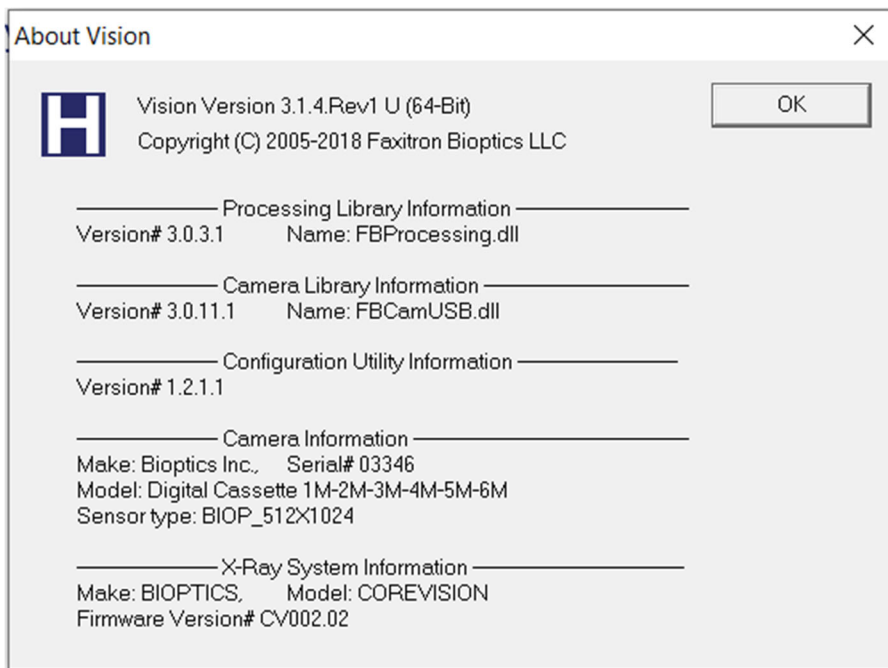 About Vision
H
Vision Version 3.1.4.Rev1 U (64-Bit)
OK
Copyright (C) 2005-2018 Faxitron Bioptics LLC
Processing Library Information
Version# 3.0.3.1 Name: FBProcessing.dll
Camera Library Information
Version# 3.0.11.1 Name: FBCamUSB.dll
Configuration Utility Information
Version# 1.2.1.1
Camera Information
Make: Bioptics Inc., Serial# 03346
Model: Digital Cassette 1M-2M-3M-4M-5M-6M
Sensor type: BIOP_512X1024
X-Ray System Information
Make: BIOPTICS, Model: COREVISION
Firmware Version# CV002.02